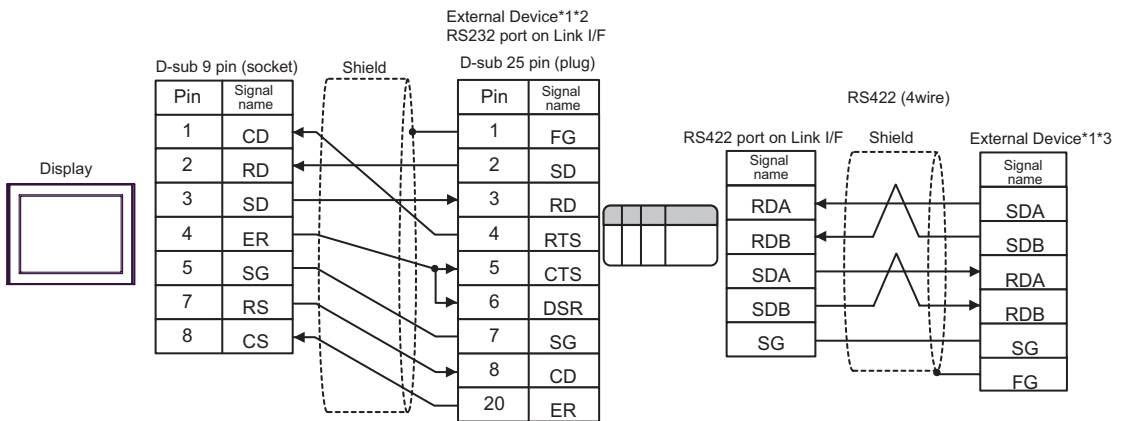 External Device*1*2
RS232 port on Link I/F
D-sub 9 pin (socket)
Shield
D-sub 25 pin (plug)
Pin Signal name
1 CD
2 RD
3 SD
4 ER
5 SG
7 RS
8 CS
Display
Pin Signal name
1 FG
2 SD
3 RD
4 RTS
5 CTS
6 DSR
7 SG
8 CD
20 ER
RS422 (4wire)
RS422 port on Link I/F
Shield
External Device*1*3
Signal name
RDA
RDB
SDA
SDB
SG
Signal name
SDA
SDB
RDA
RDB
SG
FG